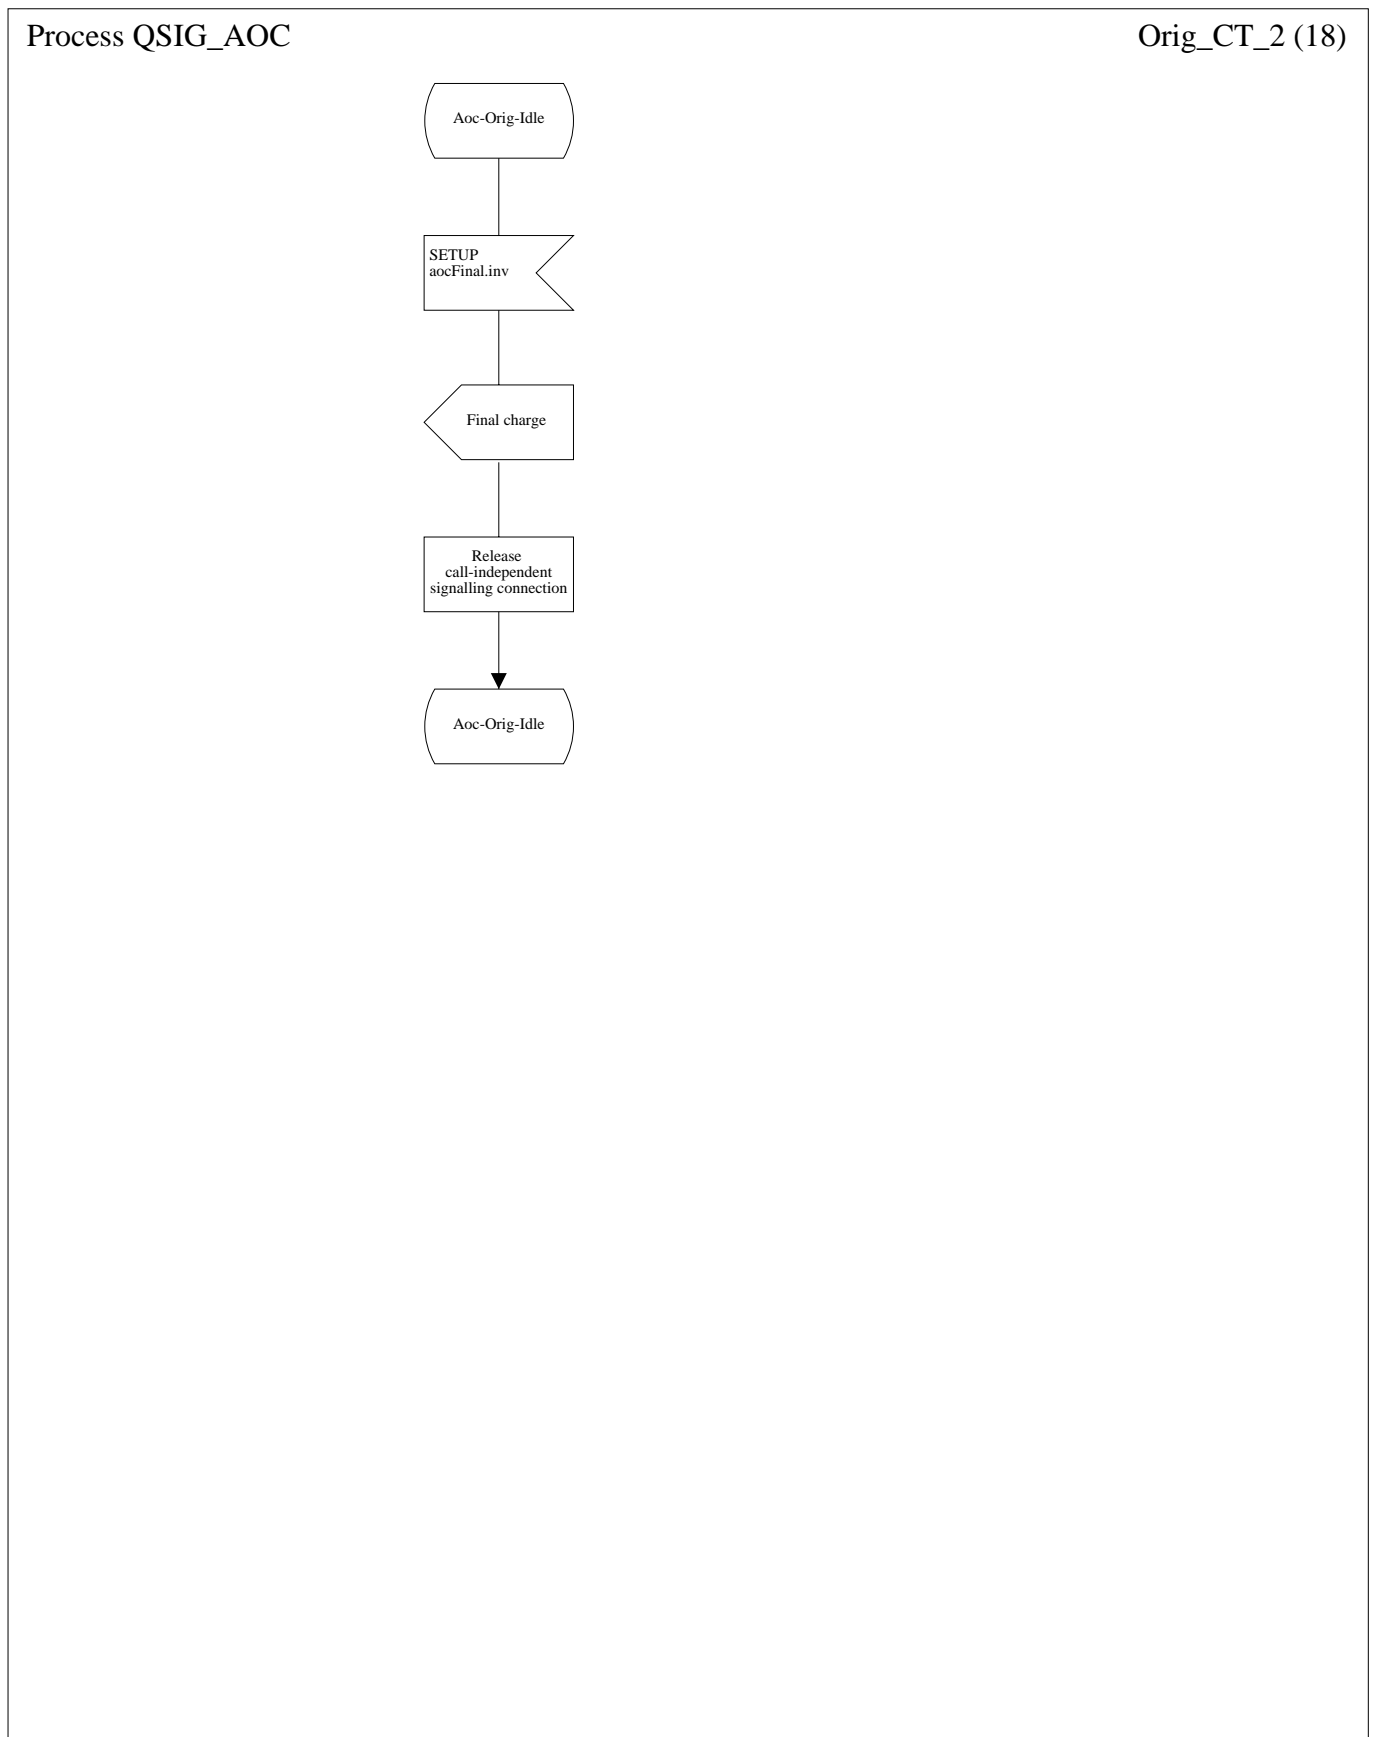 Process QSIG_AOC
Orig_CT_2 (18)
Aoc-Orig-Idle
SETUP
aocFinal.inv
Final charge
Release
call-independent
signalling connection
Aoc-Orig-Idle